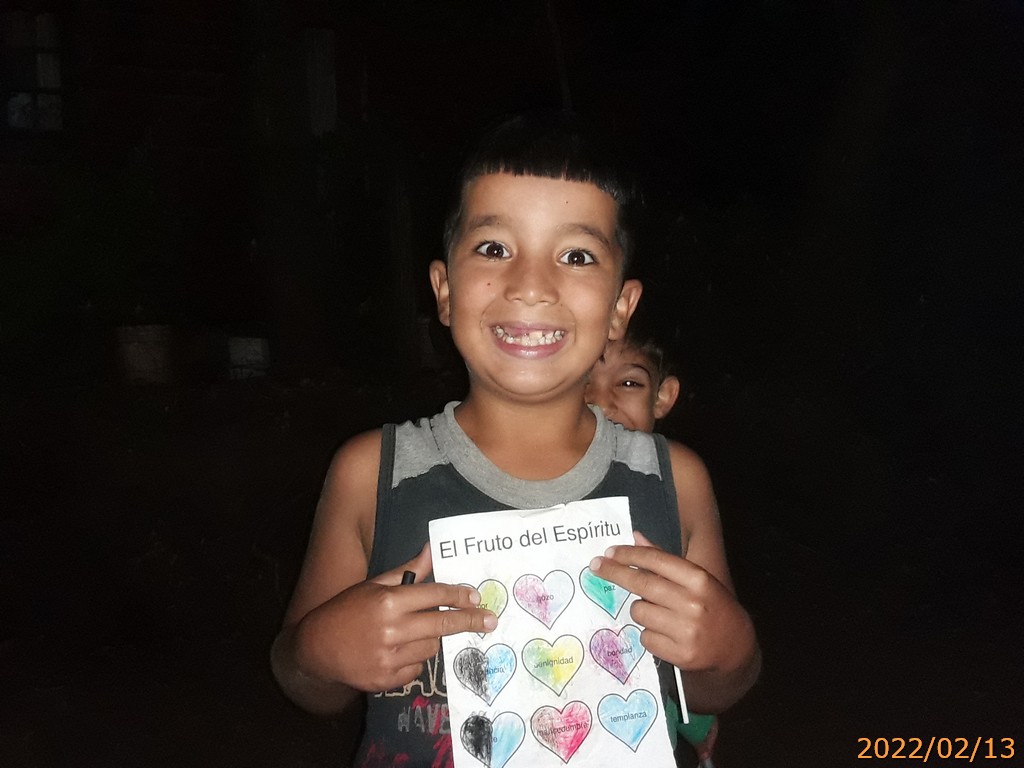 El Fruto del Espíritu
gozo
paz
benignidad
bondad
mansedumbre
templanza
2022/02/13